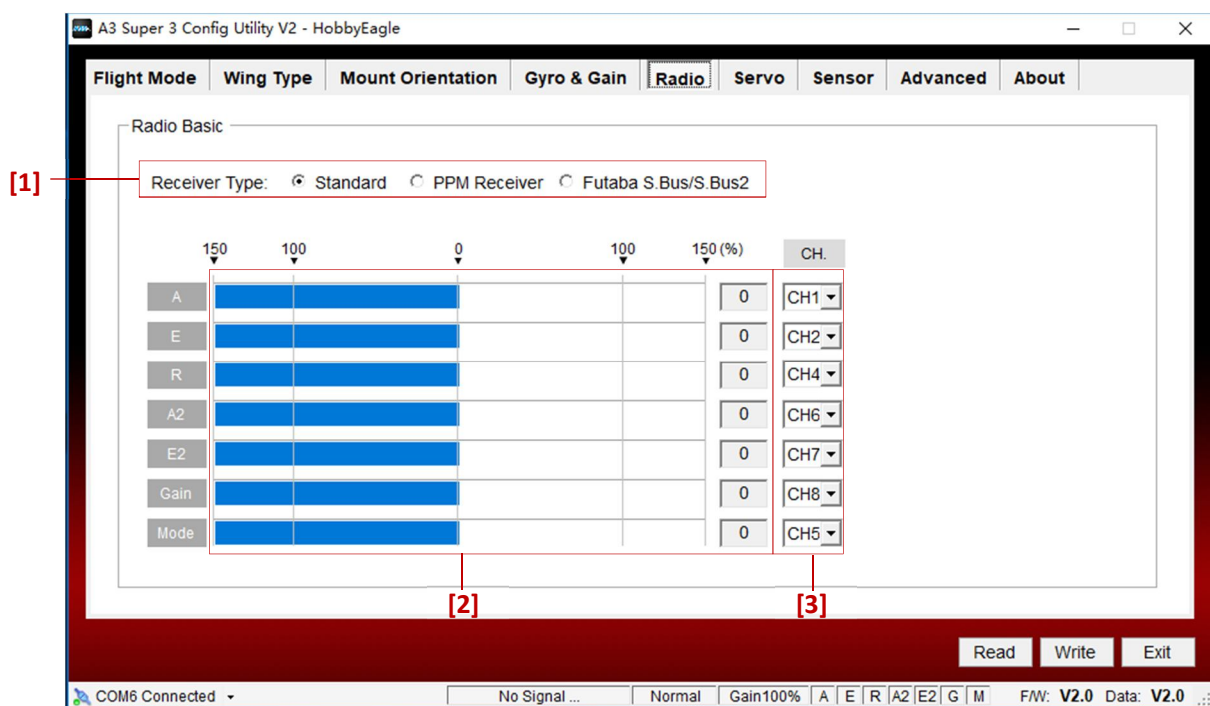 A3 Super 3 Config Utility V2 - HobbyEagle
Flight Mode Wing Type Mount Orientation Gyro & Gain Radio Servo Sensor Advanced About
Radio Basic
[1]
Receiver Type: Standard PPM Receiver Futaba S.Bus/S.Bus2
150 100 0 100 150 (%) CH.
A 0 CH1
E 0 CH2
R 0 CH4
A2 0 CH6
E2 0 CH7
Gain 0 CH8
Mode 0 CH5
[2] [3]
Read Write Exit
COM6 Connected No Signal ... Normal Gain100% A E R A2 E2 G M F/W: V2.0 Data: V2.0